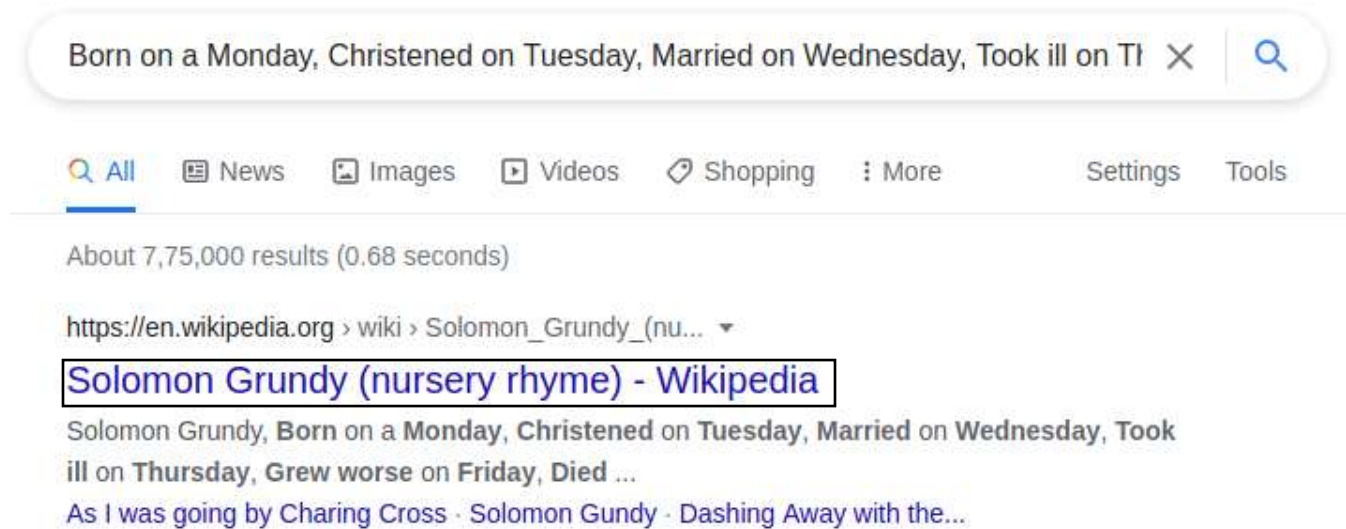 Born on a Monday, Christened on Tuesday, Married on Wednesday, Took ill on
All News Images Videos Shopping More Settings Tools
About 7,75,000 results (0.68 seconds)
https://en.wikipedia.org › wiki › Solomon_Grundy_(nu...
Solomon Grundy (nursery rhyme) - Wikipedia
Solomon Grundy, Born on a Monday, Christened on Tuesday, Married on Wednesday, Took
ill on Thursday, Grew worse on Friday, Died ...
As I was going by Charing Cross · Solomon Gundy · Dashing Away with the...